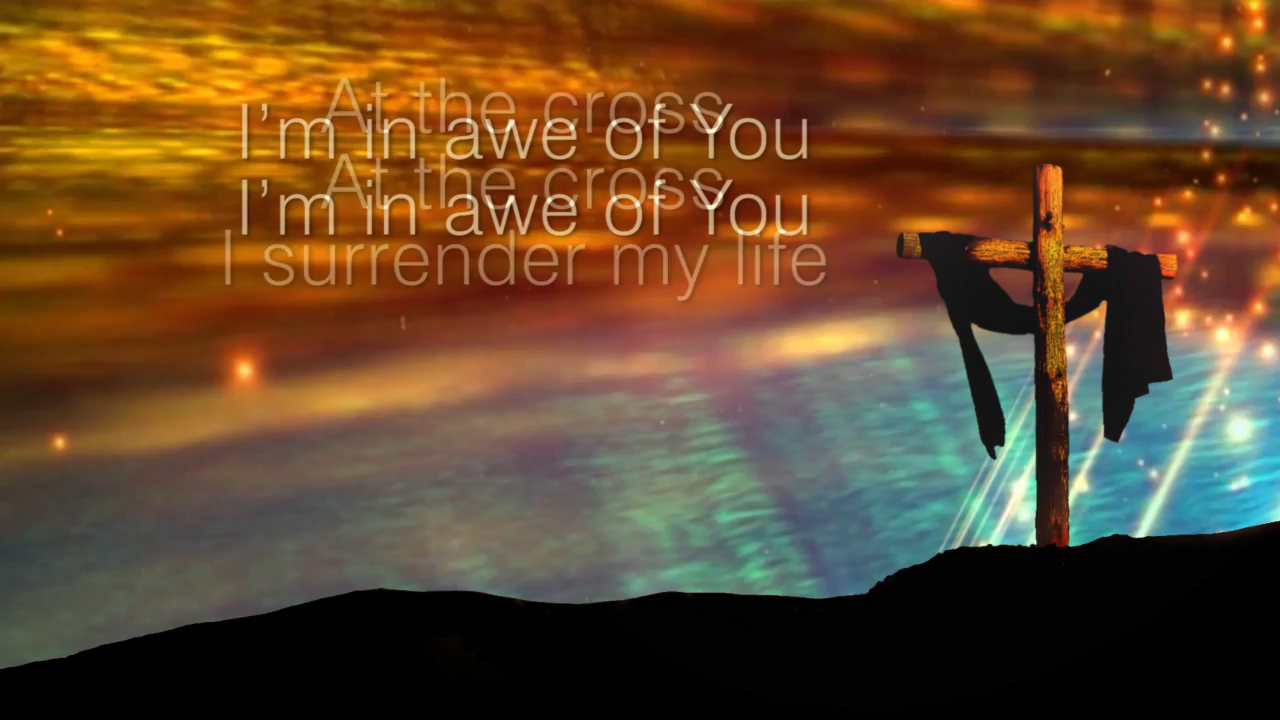 At the cross
I'm in awe of You
At the cross
I'm in awe of You
I surrender my life